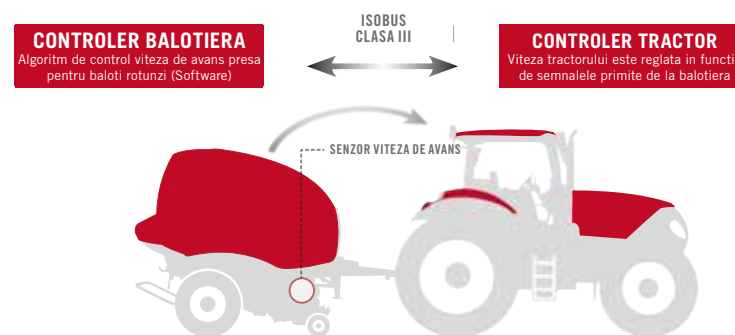 ISOBUS
CLASA III
CONTROLER BALOTIERA
Algoritm de control viteza de avans presa
pentru baloti rotunzi (Software)
CONTROLER TRACTOR
Viteza tractorului este reglata in functi
de semnalele primite de la balotiera
SENZOR VITEZA DE AVANS